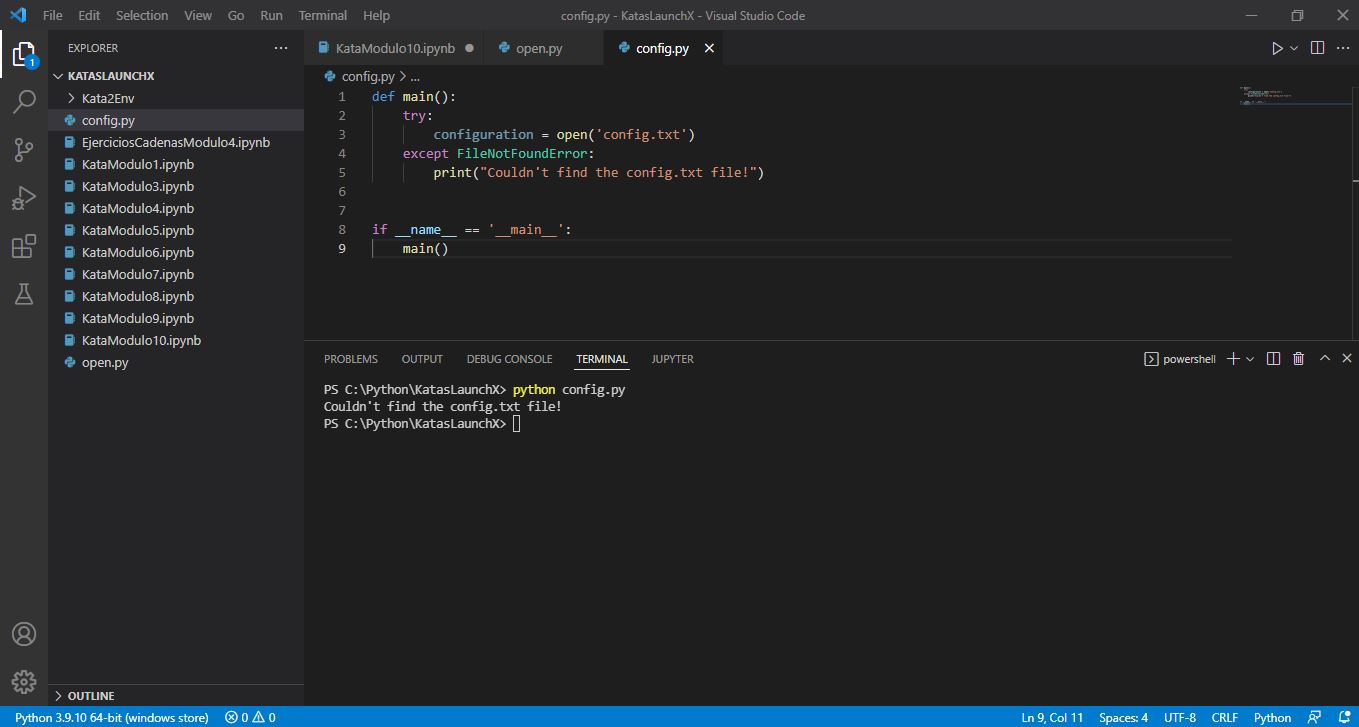 File Edit Selection View Go Run Terminal Help config.py - KatasLaunchX - Visual Studio Code
EXPLORER
1
KATASLAUNCHX
Kata2Env
config.py
EjerciciosCadenasModulo4.ipynb
KataModulo1.ipynb
KataModulo3.ipynb
KataModulo4.ipynb
KataModulo5.ipynb
KataModulo6.ipynb
KataModulo7.ipynb
KataModulo8.ipynb
KataModulo9.ipynb
KataModulo10.ipynb
open.py
OUTLINE
KataModulo10.ipynb open.py config.py
config.py > ...
1 def main():
2     try:
3         configuration = open('config.txt')
4     except FileNotFoundError:
5         print("Couldn't find the config.txt file!")
6
7
8 if __name__ == '__main__':
9     main()
PROBLEMS OUTPUT DEBUG CONSOLE TERMINAL JUPYTER powershell
PS C:\Python\KatasLaunchX> python config.py
Couldn't find the config.txt file!
PS C:\Python\KatasLaunchX>
Python 3.9.10 64-bit (windows store) 0 0 Ln 9, Col 11 Spaces: 4 UTF-8 CRLF Python